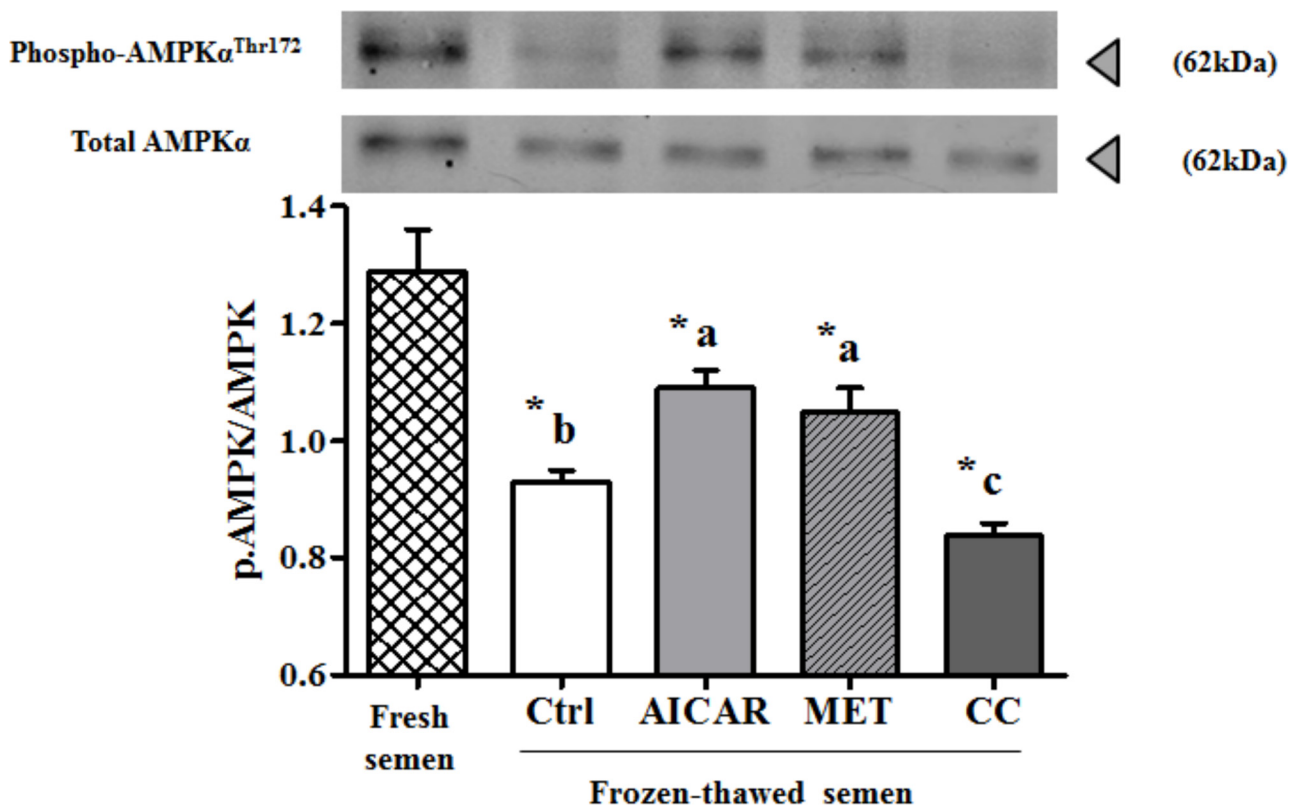 Phospho-AMPKα^Thr172 (62kDa)
Total AMPKα (62kDa)
p.AMPK/AMPK
1.4
1.2
1.0
0.8
0.6
* b
* a
* a
* c
Fresh semen
Ctrl AICAR MET CC
Frozen-thawed semen